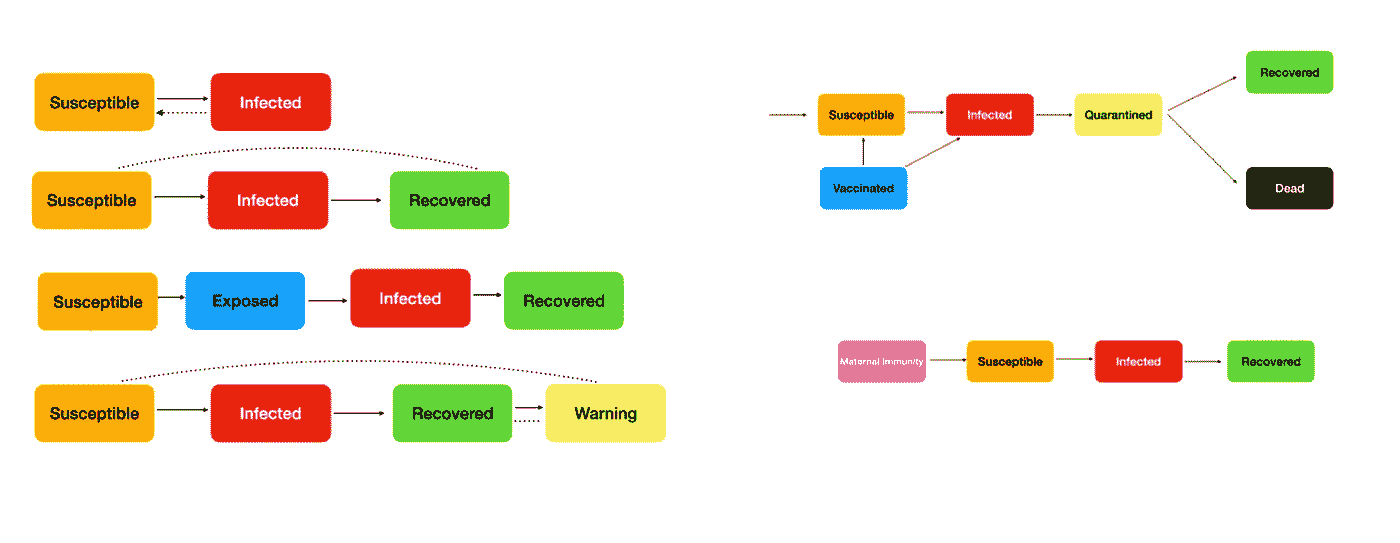 Susceptible Infected
Susceptible Infected Recovered
Susceptible Exposed Infected Recovered
Susceptible Infected Recovered Warning
Recovered
Susceptible Infected Quarantined
Vaccinated Dead
Maternal Immunity Susceptible Infected Recovered